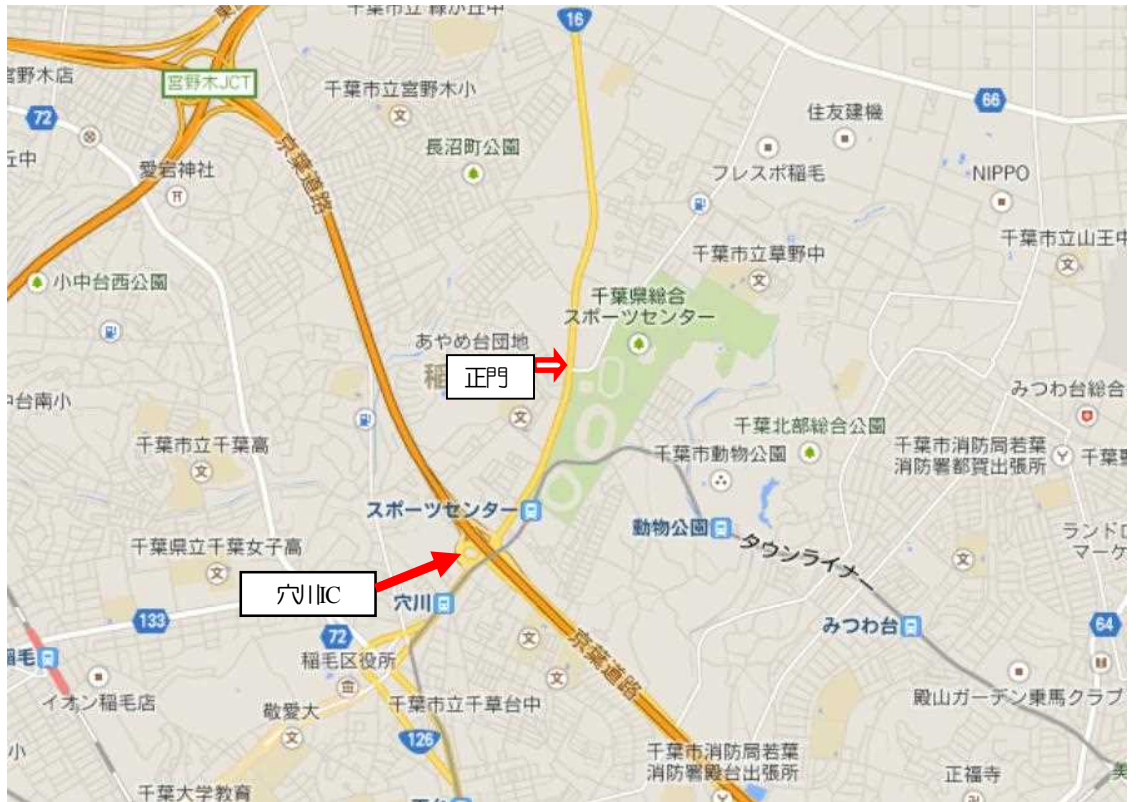 千葉市立緑が丘中
16
宮野木店
宮野木JCT
千葉市立宮野木小
66
住友建機
72
丘中
愛宕神社
京葉道路
長沼町公園
フレスポ稲毛
NIPPO
千葉市立草野中
千葉市立山王中
小中台西公園
千葉県総合
スポーツセンター
あやめ台団地
稲
正門
中台南小
みつわ台総合
千葉市立千葉高
千葉北部総合公園
千葉市動物公園
千葉市消防局若葉
消防署都賀出張所
千葉
スポーツセンター
動物公園
タウンライナー
ランドロ
マーケ
千葉県立千葉女子高
穴川IC
穴川
133
72
みつわ台
64
稲毛
稲毛区役所
京葉道路
イオン稲毛店
敬愛大
千葉市立千草台中
殿山ガーデン乗馬クラブ
126
小
千葉市消防局若葉
消防署殿台出張所
正福寺
千葉大学教育